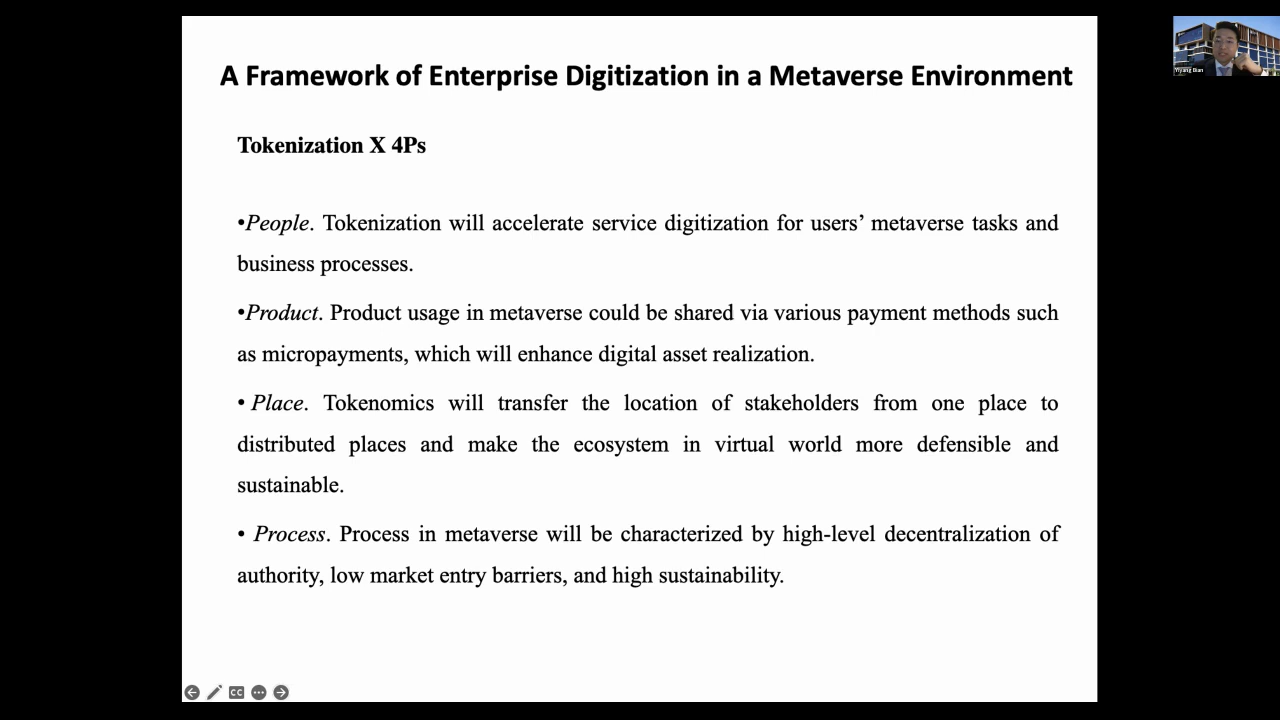 A Framework of Enterprise Digitization in a Metaverse Environment
Tokenization X 4Ps
•People. Tokenization will accelerate service digitization for users’ metaverse tasks and
business processes.
•Product. Product usage in metaverse could be shared via various payment methods such
as micropayments, which will enhance digital asset realization.
• Place. Tokenomics will transfer the location of stakeholders from one place to
distributed places and make the ecosystem in virtual world more defensible and
sustainable.
• Process. Process in metaverse will be characterized by high-level decentralization of
authority, low market entry barriers, and high sustainability.
Yiyang Bian
CC